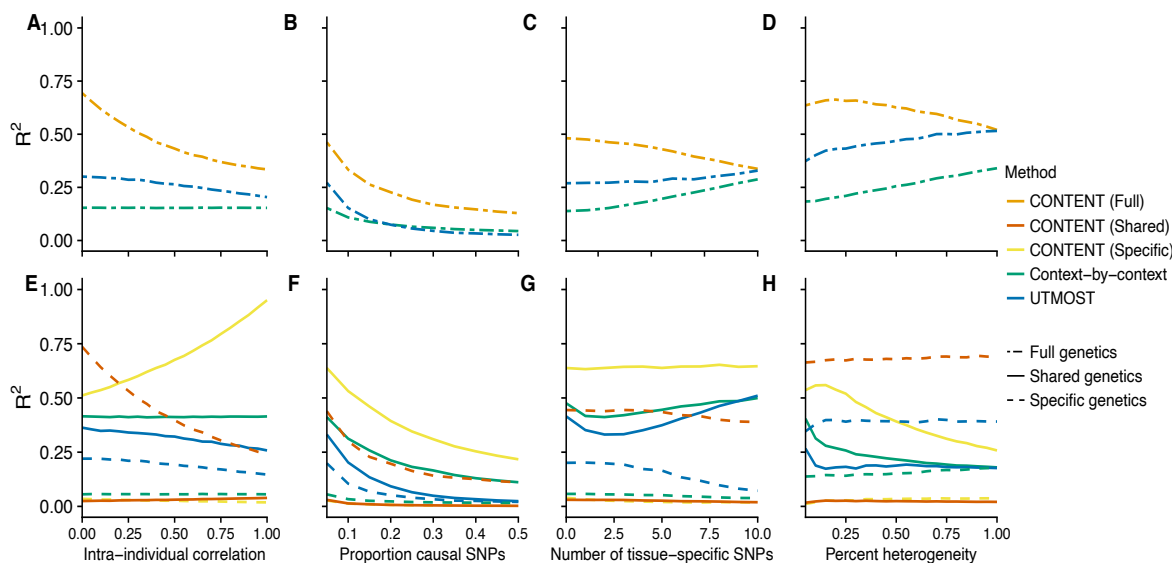 A B C D
1.00
0.75
0.50
0.25
0.00
R2
Method
CONTENT (Full)
CONTENT (Shared)
CONTENT (Specific)
Context−by−context
UTMOST
Full genetics
Shared genetics
Specific genetics
E F G H
1.00
0.75
0.50
0.25
0.00
R2
0.00 0.25 0.50 0.75 1.00 0.1 0.2 0.3 0.4 0.5 0.0 2.5 5.0 7.5 10.0 0.25 0.50 0.75 1.00
Intra−individual correlation Proportion causal SNPs Number of tissue−specific SNPs Percent heterogeneity